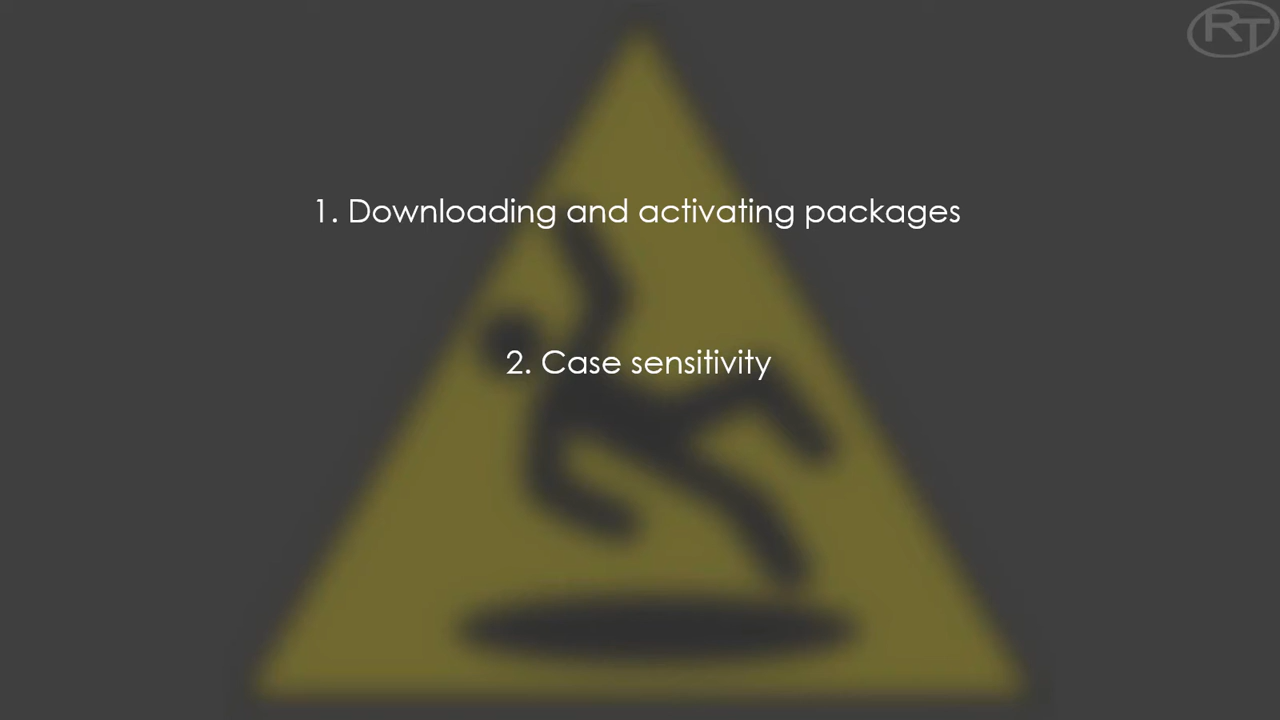 RT
1. Downloading and activating packages
2. Case sensitivity